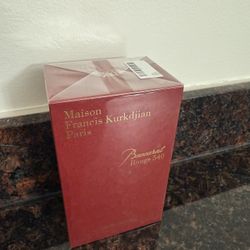 Maison
Francis Kurkdjian
Paris
Baccarat
Rouge 540